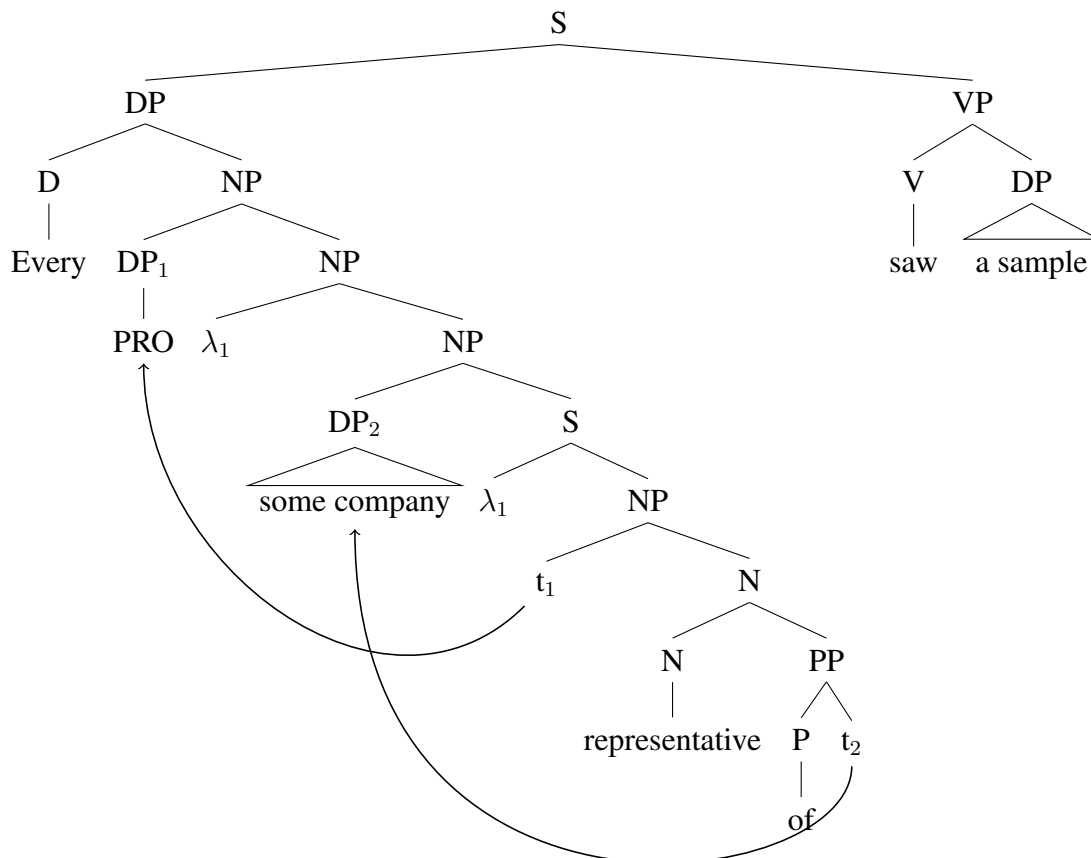 S
DP VP
D NP V DP
Every DP₁ NP saw a sample
PRO λ₁ NP
DP₂ S
some company λ₁ NP
t₁ N
N PP
representative P t₂
of